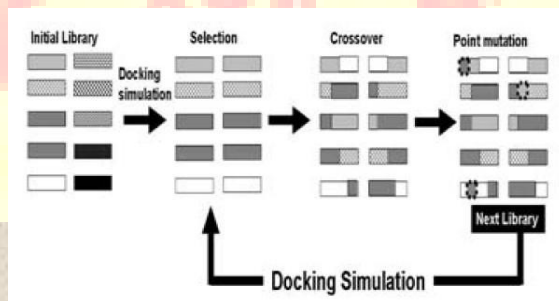 Initial Library
Selection
Crossover
Point mutation
Docking
simulation
Next Library
Docking Simulation